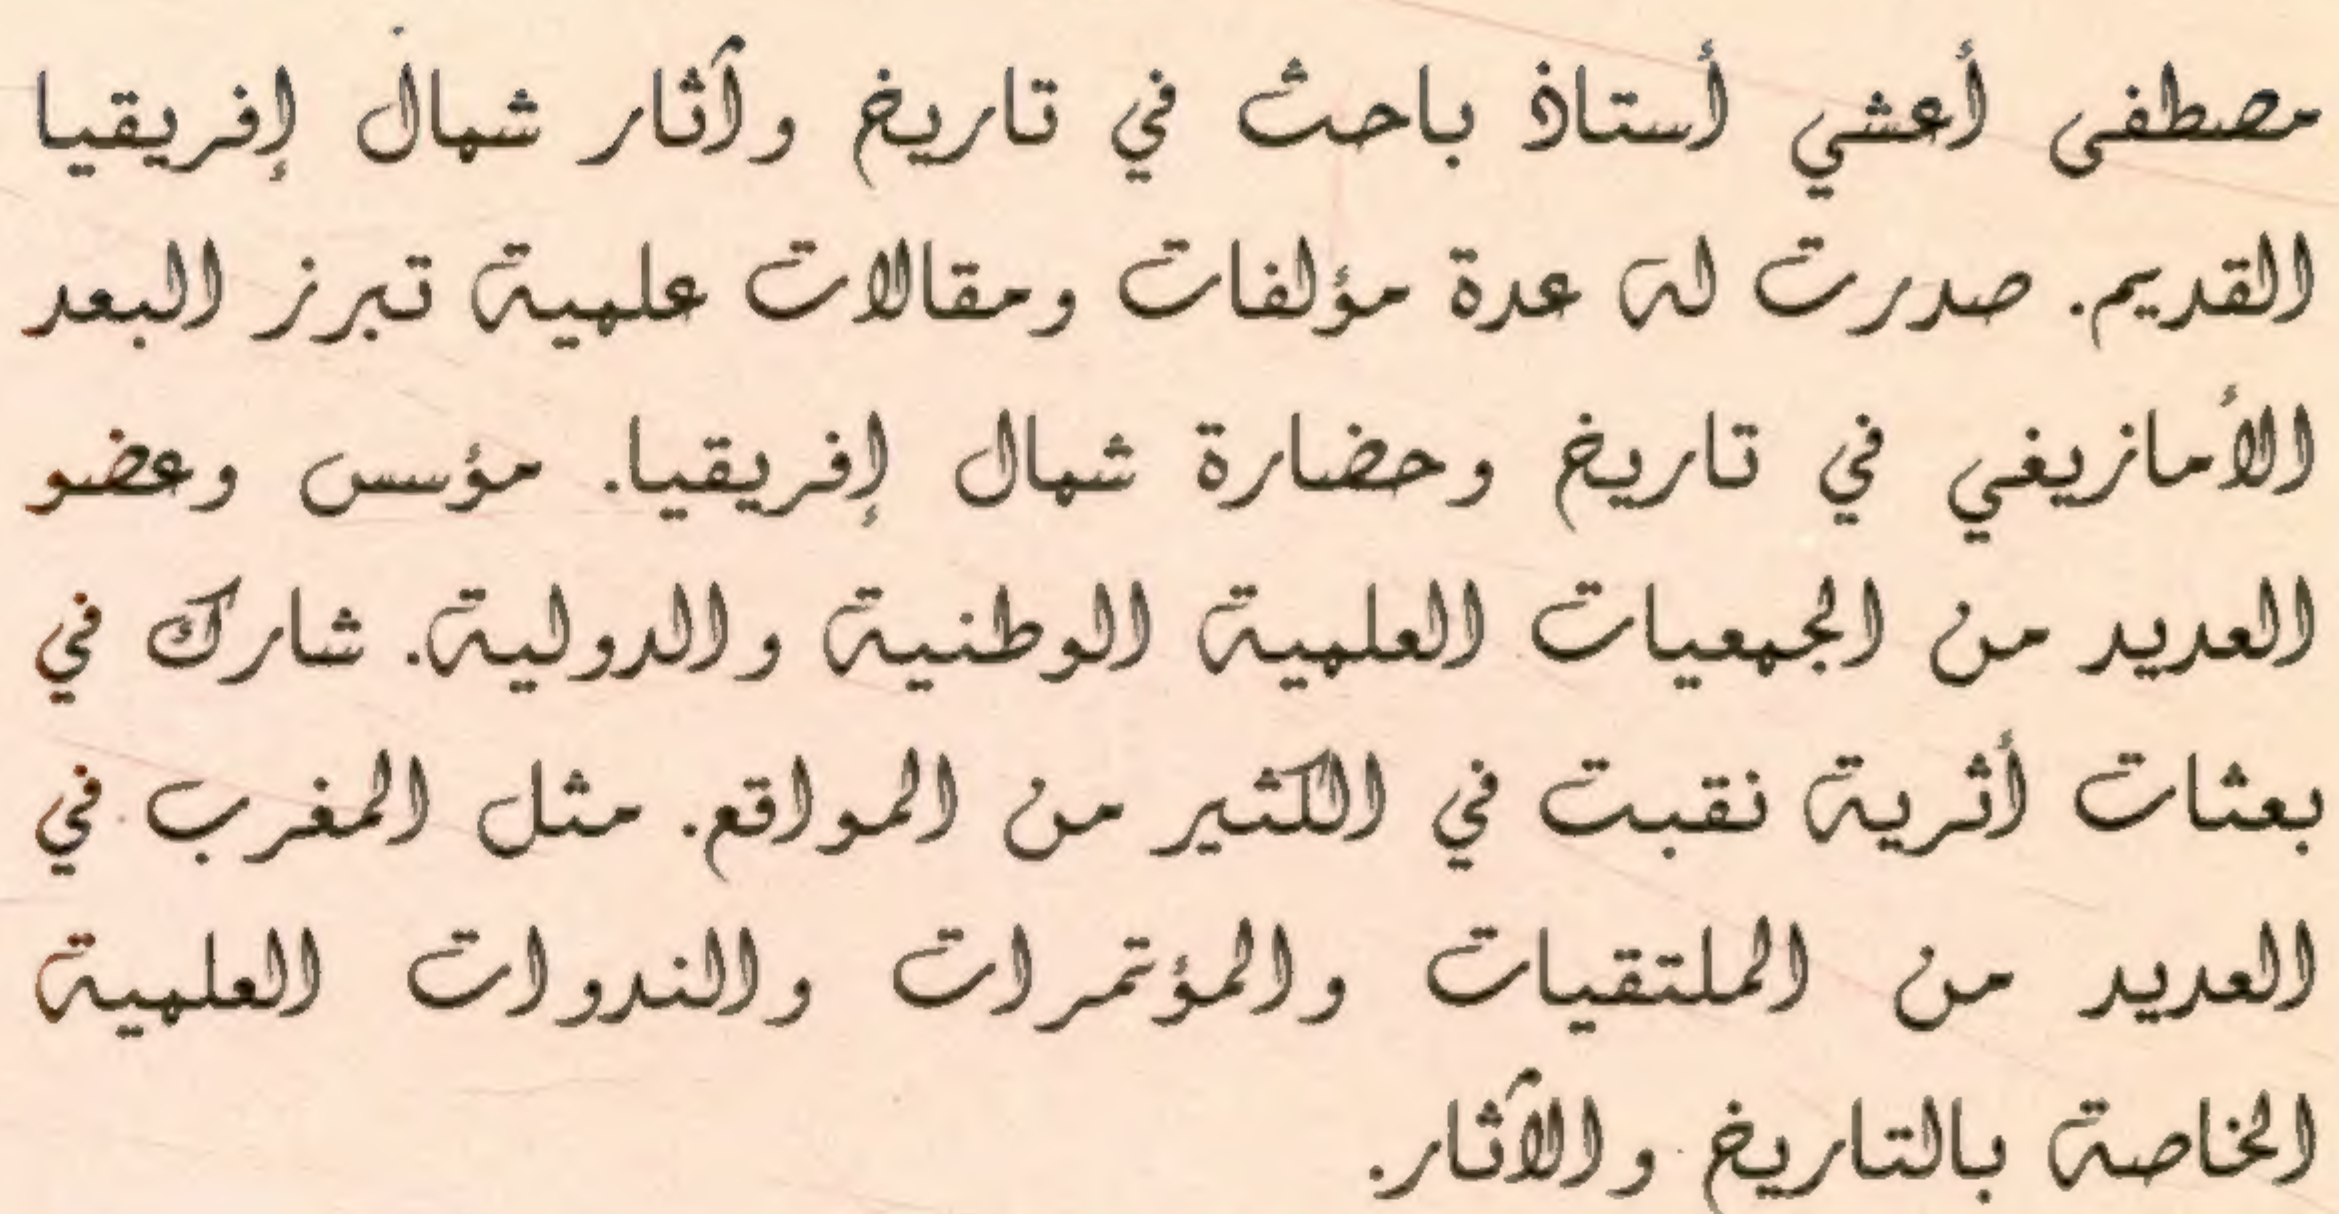 مصطفى أعشي أستاذ باحث في تاريخ وآثار شمال إفريقيا
القديم. صدرت له عدة مؤلفات ومقالات علمية تبرز البعد
الأمازيغي في تاريخ وحضارة شمال إفريقيا. مؤسس وعضو
العديد من الجمعيات العلمية الوطنية والدولية. شارك في
بعثات أثرية نقبت في الكثير من المواقع. مثل المغرب في
العديد من الملتقيات والمؤتمرات والندوات العلمية
الخاصة بالتاريخ والآثار.